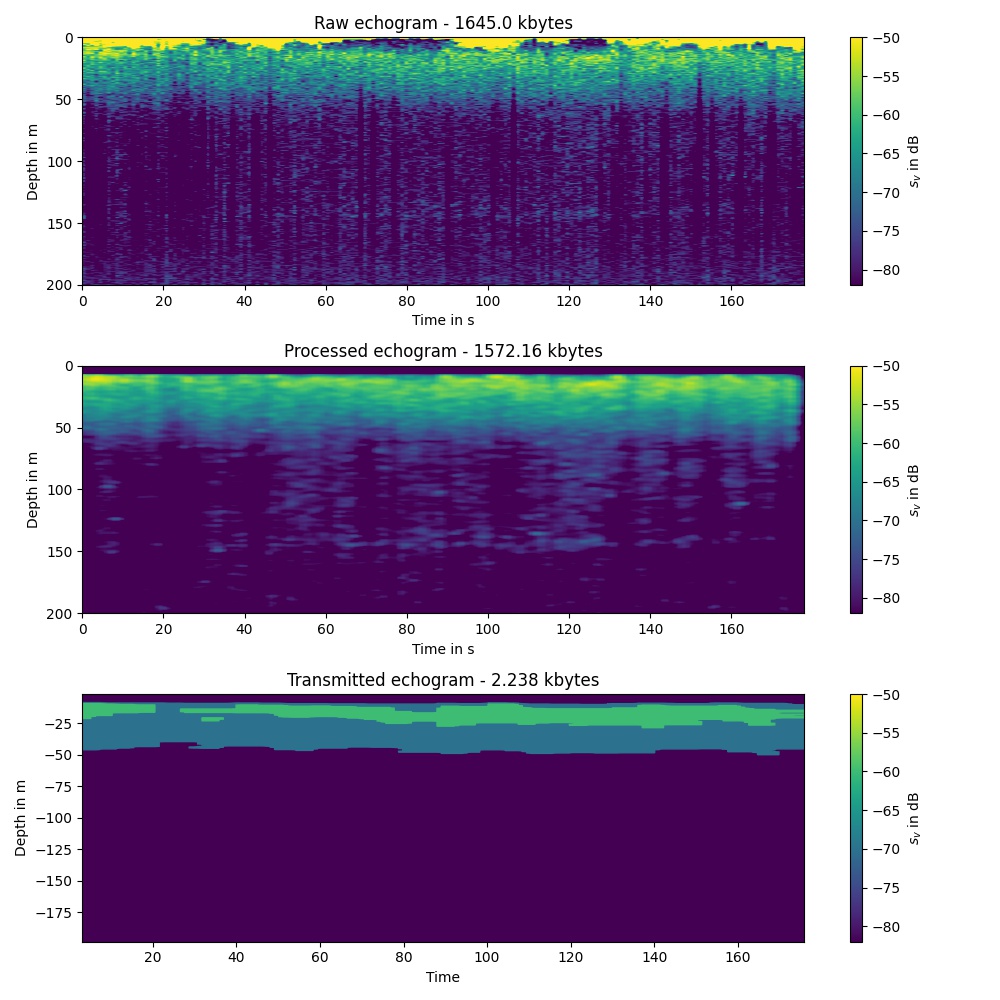 Raw echogram - 1645.0 kbytes
0
50
100
150
200
Depth in m
0 20 40 60 80 100 120 140 160
Time in s
−50
−55
−60
−65
−70
−75
−80
sv in dB
Processed echogram - 1572.16 kbytes
0
50
100
150
200
Depth in m
0 20 40 60 80 100 120 140 160
Time in s
−50
−55
−60
−65
−70
−75
−80
sv in dB
Transmitted echogram - 2.238 kbytes
−25
−50
−75
−100
−125
−150
−175
Depth in m
20 40 60 80 100 120 140 160
Time
−50
−55
−60
−65
−70
−75
−80
sv in dB